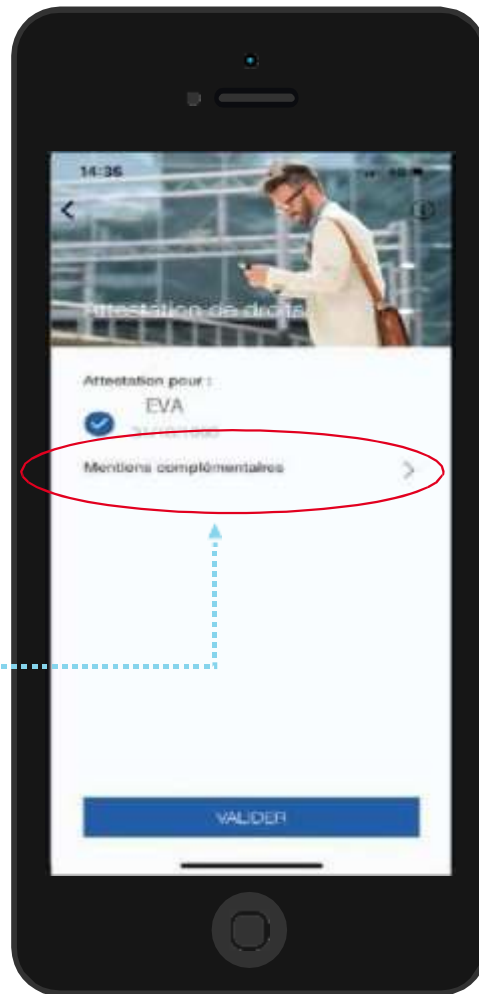 14:36
Attestation de droits
Attestation pour :
EVA
Mentions complémentaires
VALIDER